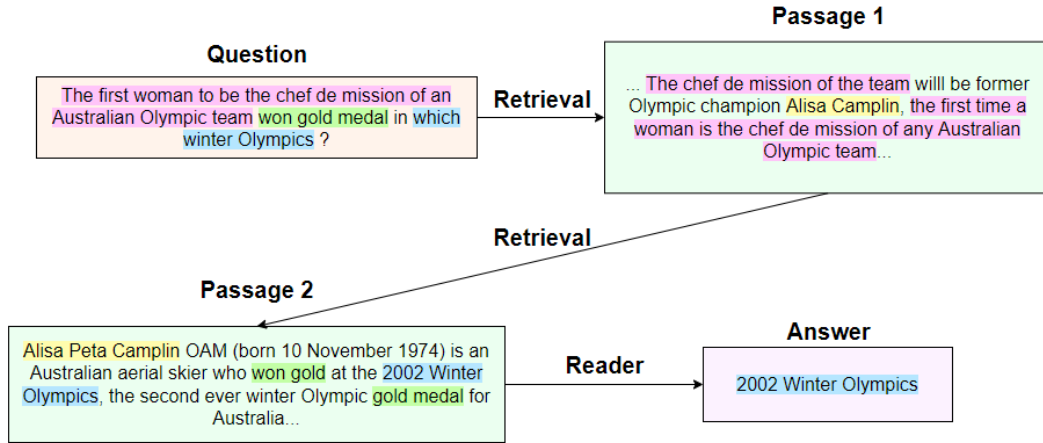 Question
The first woman to be the chef de mission of an
Australian Olympic team won gold medal in which
winter Olympics ?
Retrieval
Passage 1
... The chef de mission of the team willl be former
Olympic champion Alisa Camplin, the first time a
woman is the chef de mission of any Australian
Olympic team...
Retrieval
Passage 2
Alisa Peta Camplin OAM (born 10 November 1974) is an
Australian aerial skier who won gold at the 2002 Winter
Olympics, the second ever winter Olympic gold medal for
Australia...
Reader
Answer
2002 Winter Olympics